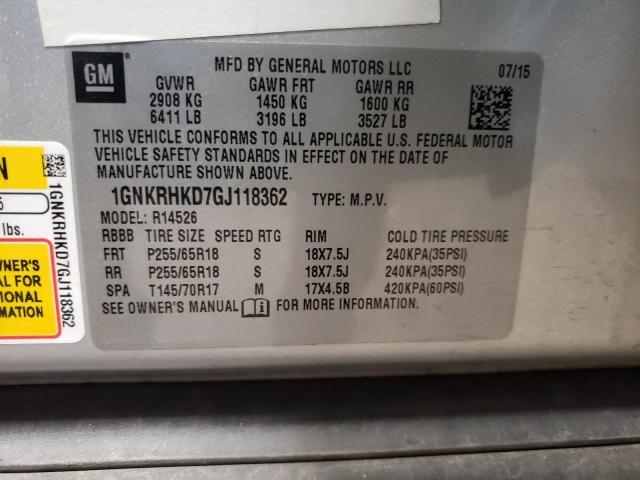 GM
MFD BY GENERAL MOTORS LLC
07/15
GVWR GAWR FRT GAWR RR
2908 KG 1450 KG 1600 KG
6411 LB 3196 LB 3527 LB
THIS VEHICLE CONFORMS TO ALL APPLICABLE U.S. FEDERAL MOTOR
VEHICLE SAFETY STANDARDS IN EFFECT ON THE DATE OF
MANUFACTURE SHOWN ABOVE.
1GNKRHKD7GJ118362 TYPE: M.P.V.
MODEL: R14526
RBBB TIRE SIZE SPEED RTG RIM COLD TIRE PRESSURE
FRT P255/65R18 S 18X7.5J 240KPA(35PSI)
RR P255/65R18 S 18X7.5J 240KPA(35PSI)
SPA T145/70R17 M 17X4.5B 420KPA(60PSI)
SEE OWNER'S MANUAL FOR MORE INFORMATION.
N
lbs.
WNER'S
AL FOR
IONAL
MATION
1GNKRHKD7GJ118362